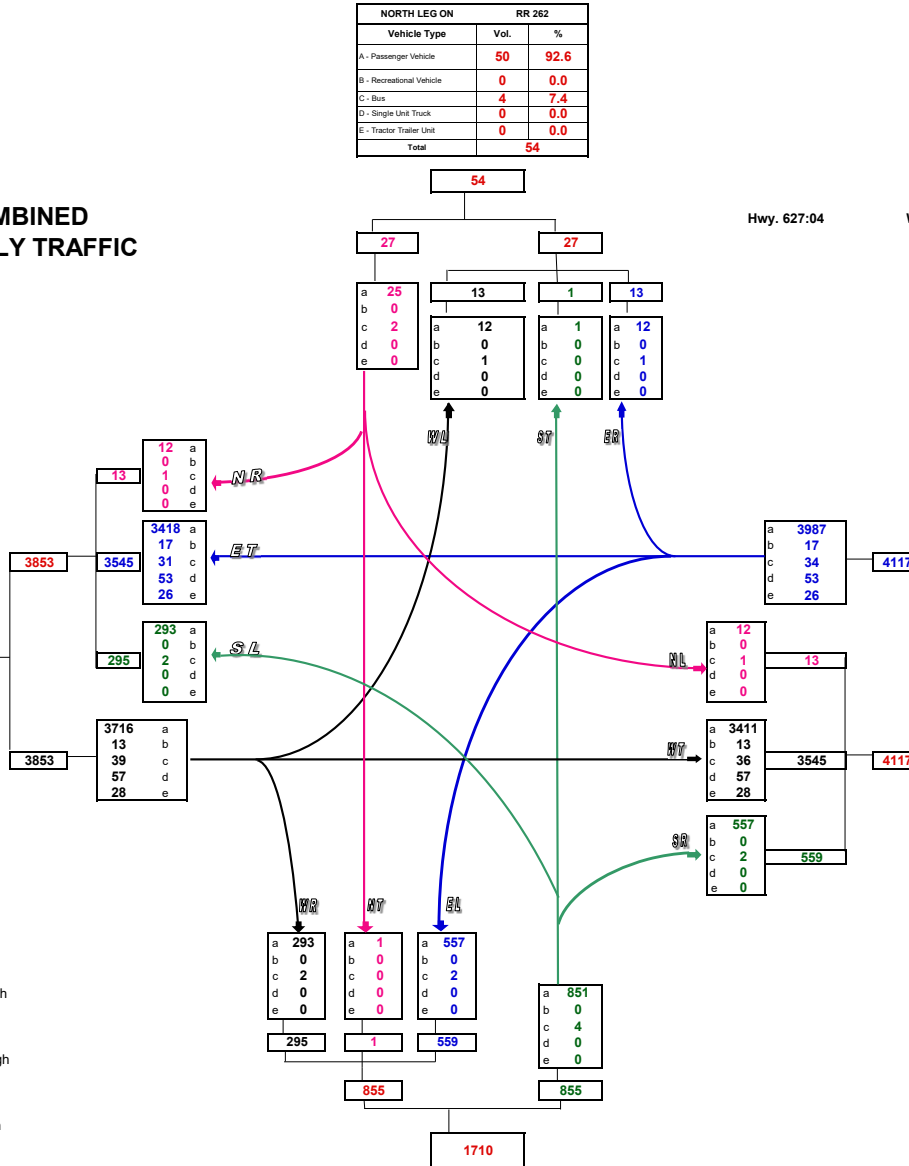 NORTH LEG ON RR 262
Vehicle Type Vol. %
A - Passenger Vehicle 50 92.6
B - Recreational Vehicle 0 0.0
C - Bus 4 7.4
D - Single Unit Truck 0 0.0
E - Tractor Trailer Unit 0 0.0
Total 54
54
MBINED
LY TRAFFIC
Hwy. 627:04
27 27
a 25
b 0
c 2
d 0
e 0
13 1 13
a 12
b 0
c 1
d 0
e 0
a 1
b 0
c 0
d 0
e 0
a 12
b 0
c 1
d 0
e 0
WL ST ER
13
12 a
0 b
1 c
0 d
0 e
NR
3853 3545
3418 a
17 b
31 c
53 d
26 e
ET
a 3987
b 17
c 34
d 53
e 26
4117
295
293 a
0 b
2 c
0 d
0 e
SL
NL
a 12
b 0
c 1
d 0
e 0
13
3853
3716 a
13 b
39 c
57 d
28 e
WT
a 3411
b 13
c 36
d 57
e 28
3545 4117
SR
a 557
b 0
c 2
d 0
e 0
559
WR NT EL
a 293
b 0
c 2
d 0
e 0
a 1
b 0
c 0
d 0
e 0
a 557
b 0
c 2
d 0
e 0
a 851
b 0
c 4
d 0
e 0
h
295 1 559
gh
855 855
1710